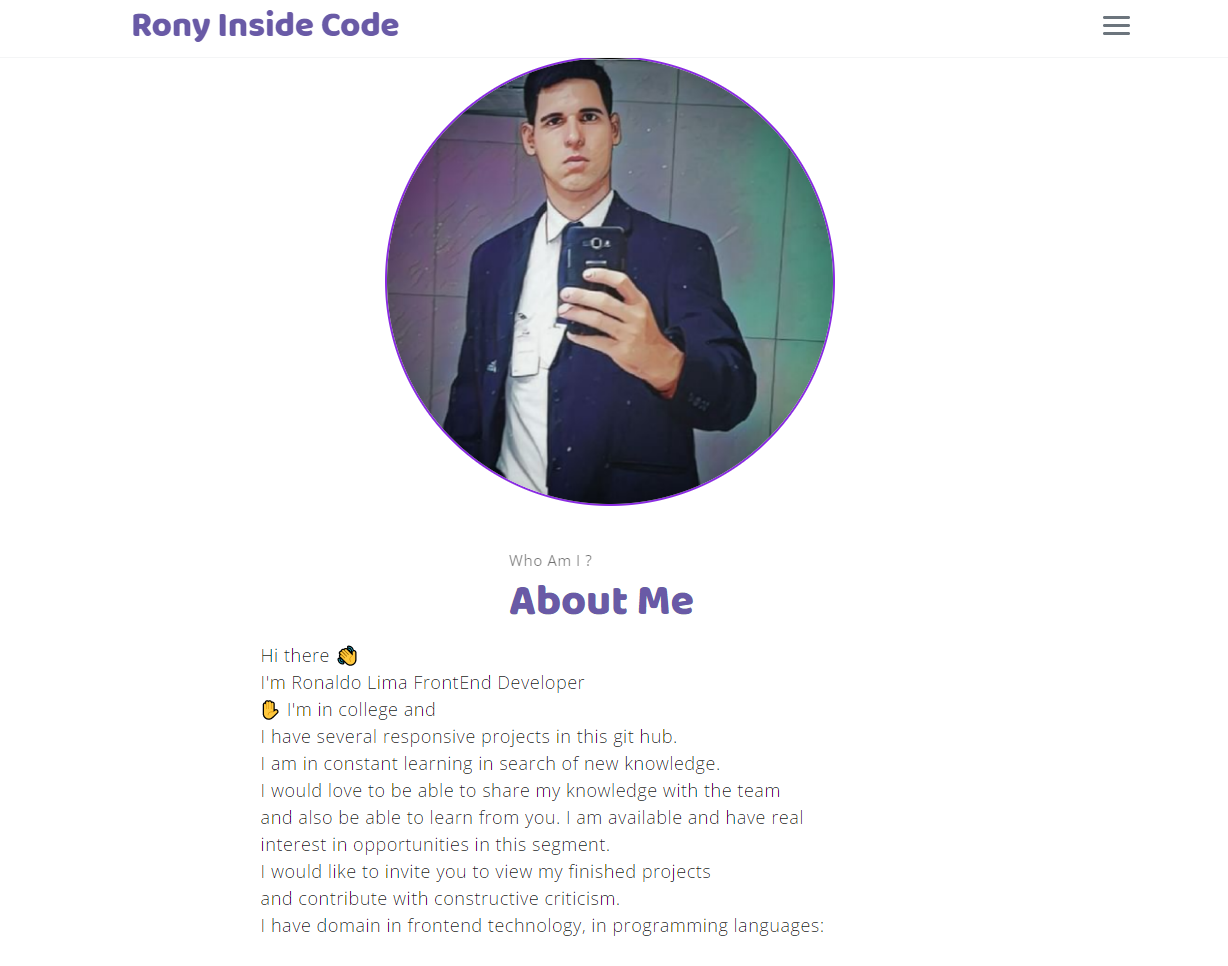 Rony Inside Code
Who Am I ?
About Me
Hi there 👋
I'm Ronaldo Lima FrontEnd Developer
✋ I'm in college and
I have several responsive projects in this git hub.
I am in constant learning in search of new knowledge.
I would love to be able to share my knowledge with the team
and also be able to learn from you. I am available and have real
interest in opportunities in this segment.
I would like to invite you to view my finished projects
and contribute with constructive criticism.
I have domain in frontend technology, in programming languages: